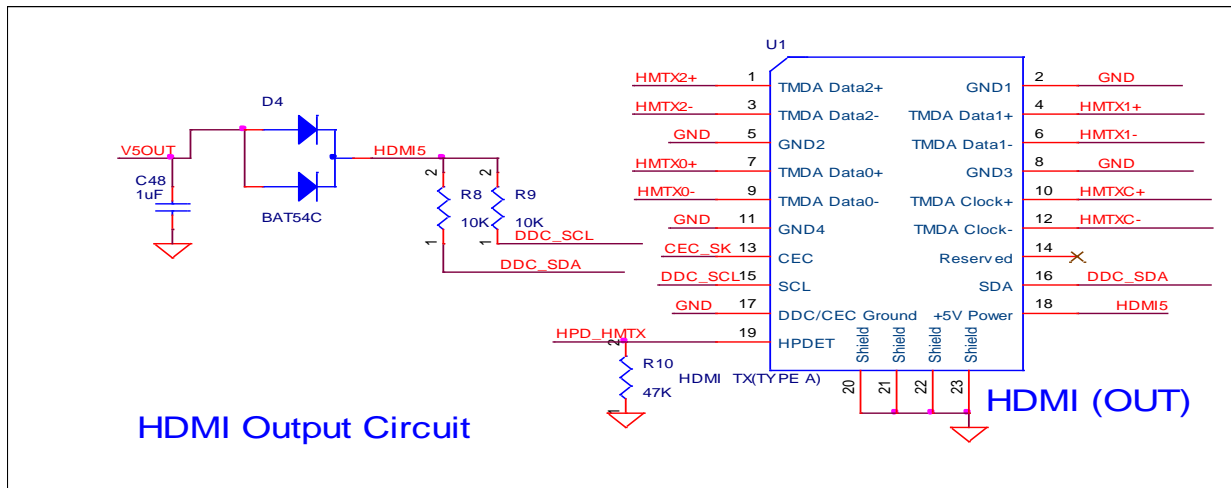 U1
HMTX2+ 1 TMDA Data2+ GND1 2 GND
HMTX2- 3 TMDA Data2- TMDA Data1+ 4 HMTX1+
GND 5 GND2 TMDA Data1- 6 HMTX1-
HMTX0+ 7 TMDA Data0+ GND3 8 GND
HMTX0- 9 TMDA Data0- TMDA Clock+ 10 HMTXC+
GND 11 GND4 TMDA Clock- 12 HMTXC-
CEC_SK 13 CEC Reserved 14
DDC_SCL 15 SCL SDA 16 DDC_SDA
GND 17 DDC/CEC Ground +5V Power 18 HDMI5
HPD_HMTX 19 HPDET
Shield Shield Shield Shield
20 21 22 23
HDMI TX(TYPE A)
2
R10
47K
1
HDMI (OUT)
D4
V5OUT
C48
1uF
BAT54C
HDMI5
2 R8 10K 1
2 R9 10K 1
DDC_SCL
DDC_SDA
HDMI Output Circuit